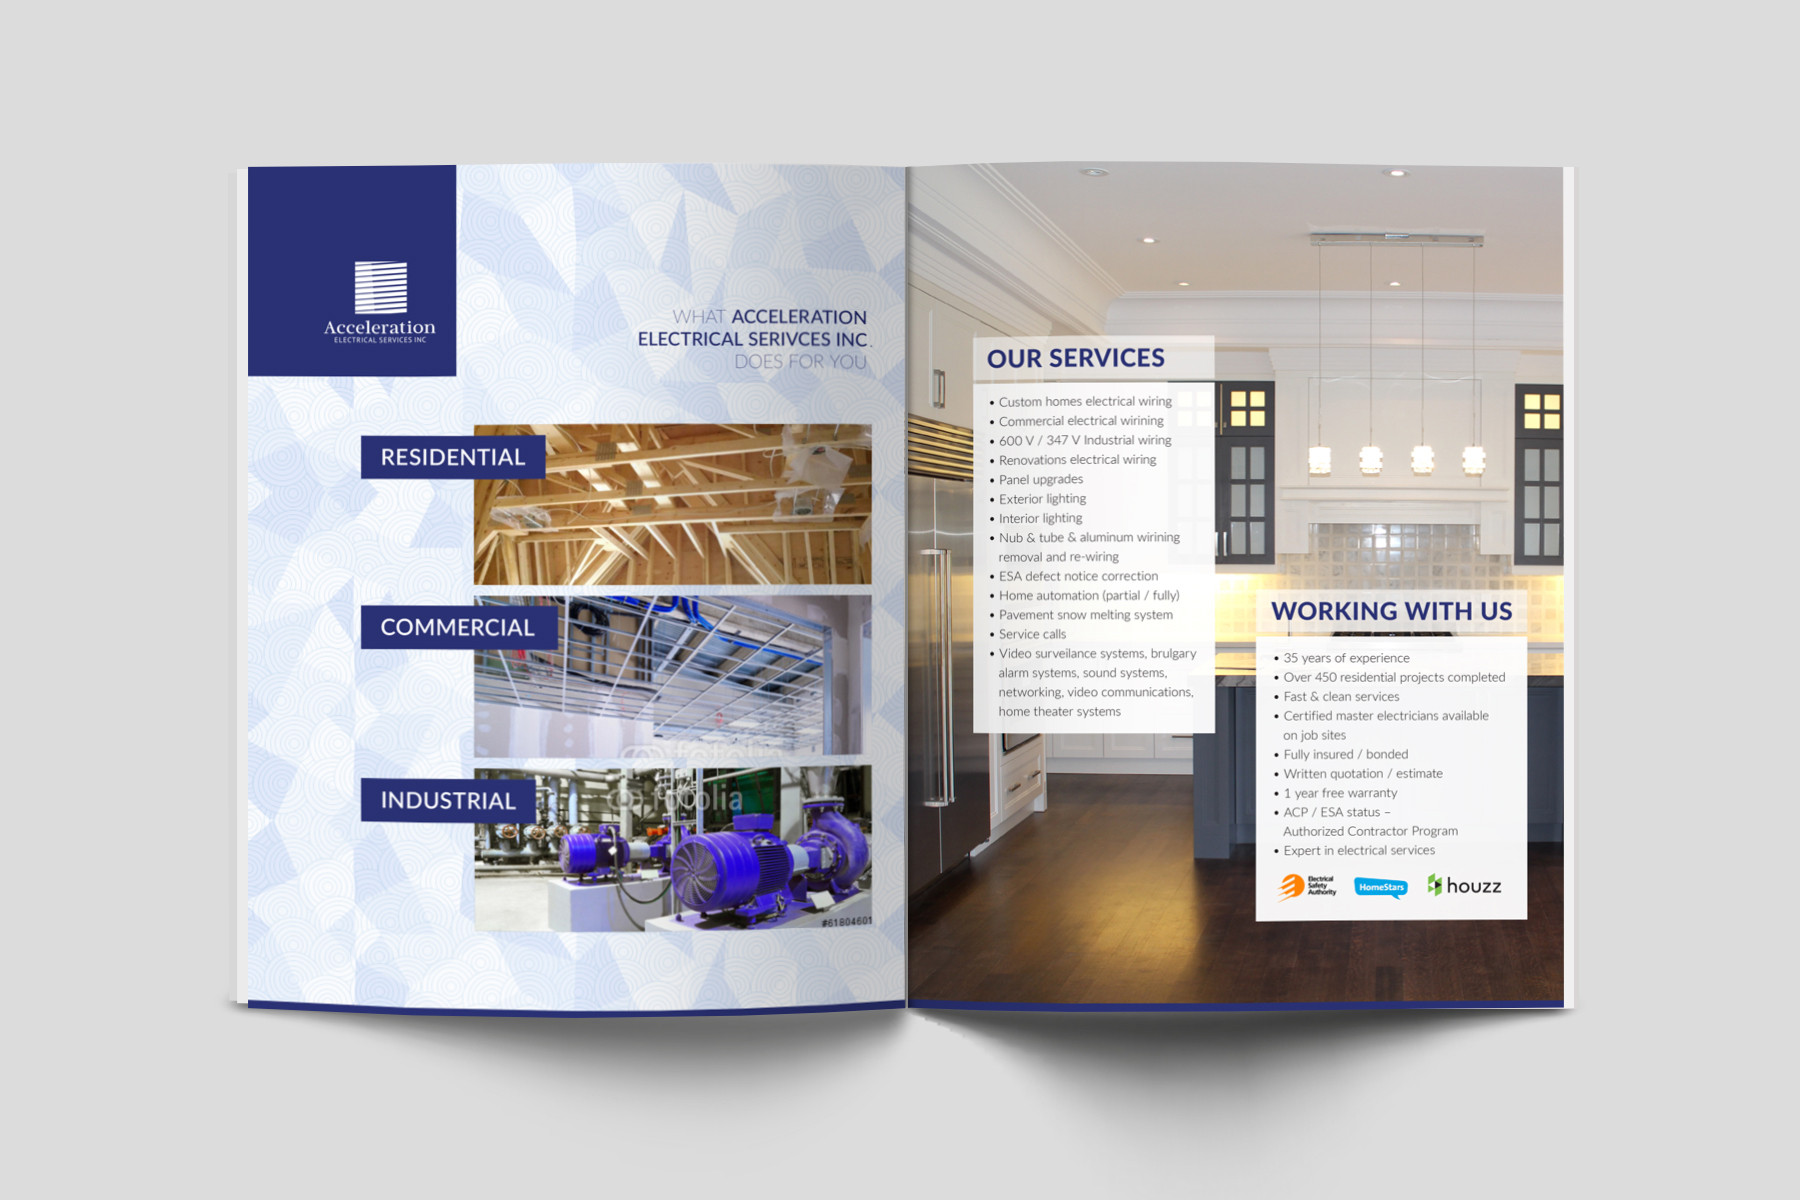 Acceleration
ELECTRICAL SERVICES INC
WHAT ACCELERATION
ELECTRICAL SERIVCES INC.
DOES FOR YOU
RESIDENTIAL
COMMERCIAL
fotolia
INDUSTRIAL
fotolia
#61804601
OUR SERVICES
• Custom homes electrical wiring
• Commercial electrical wirining
• 600 V / 347 V Industrial wiring
• Renovations electrical wiring
• Panel upgrades
• Exterior lighting
• Interior lighting
• Nub & tube & aluminum wirining
removal and re-wiring
• ESA defect notice correction
• Home automation (partial / fully)
• Pavement snow melting system
• Service calls
• Video surveilance systems, brulgary
alarm systems, sound systems,
networking, video communications,
home theater systems
WORKING WITH US
• 35 years of experience
• Over 450 residential projects completed
• Fast & clean services
• Certified master electricians available
on job sites
• Fully insured / bonded
• Written quotation / estimate
• 1 year free warranty
• ACP / ESA status –
Authorized Contractor Program
• Expert in electrical services
Electrical
Safety
Authority
HomeStars
houzz